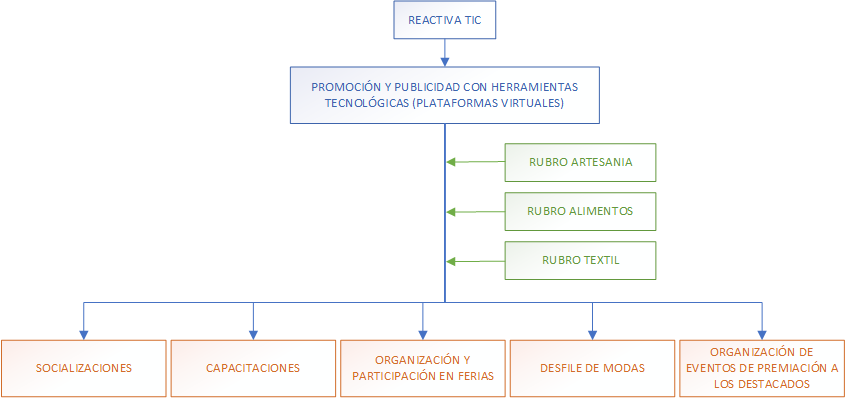 REACTIVA TIC
PROMOCIÓN Y PUBLICIDAD CON HERRAMIENTAS
TECNOLÓGICAS (PLATAFORMAS VIRTUALES)
RUBRO ARTESANIA
RUBRO ALIMENTOS
RUBRO TEXTIL
SOCIALIZACIONES
CAPACITACIONES
ORGANIZACIÓN Y
PARTICIPACIÓN EN FERIAS
DESFILE DE MODAS
ORGANIZACIÓN DE
EVENTOS DE PREMIACIÓN A
LOS DESTACADOS